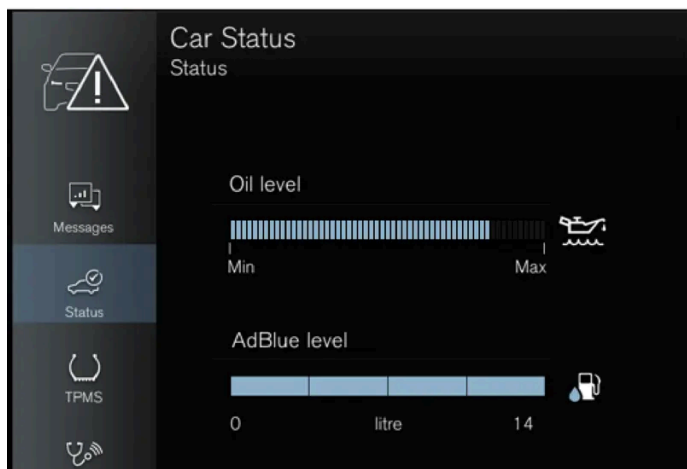 Car Status
Status
Messages
Status
TPMS
Oil level
Min Max
AdBlue level
0 litre 14